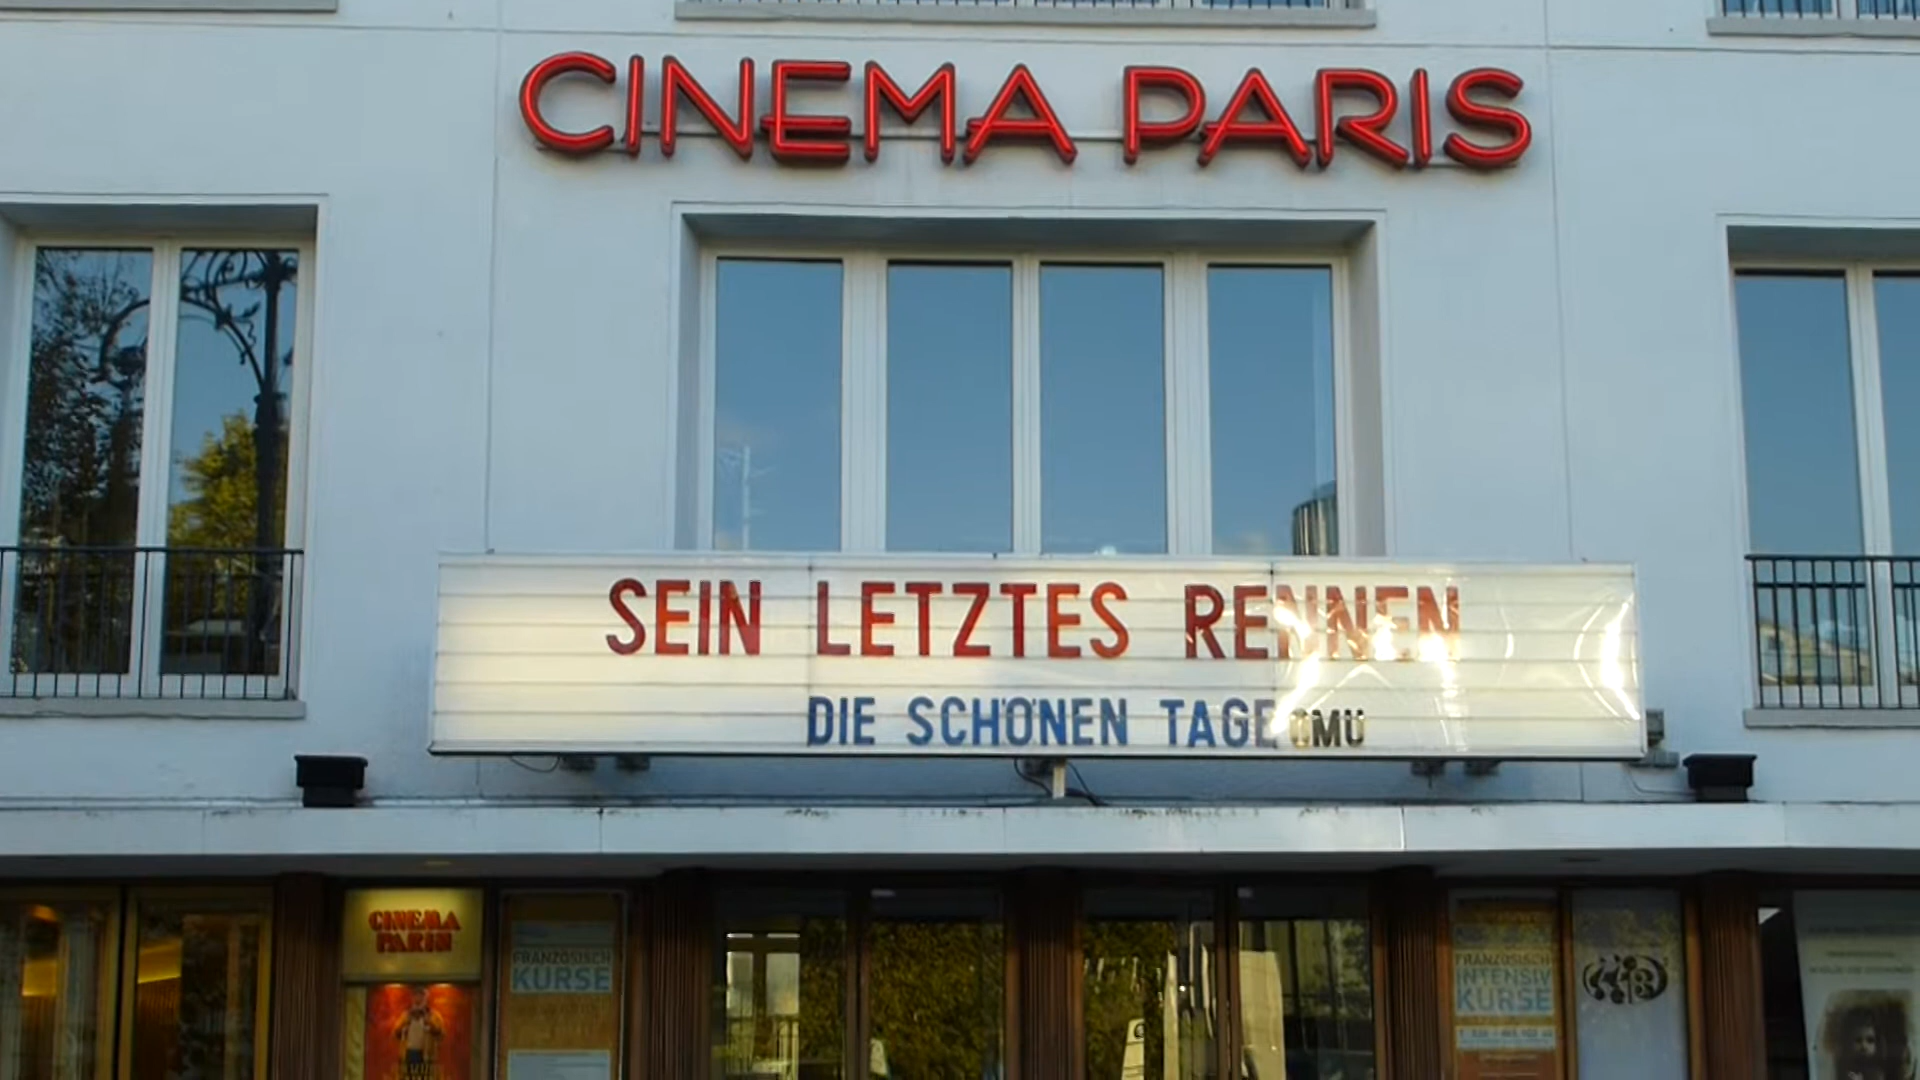 CINEMA PARIS
SEIN LETZTES RENNEN
DIE SCHÖNEN TAGE OMU
CINEMA
PARIS
FRANZÖSISCH
KURSE
FRANZÖSISCH
INTENSIV
KURSE